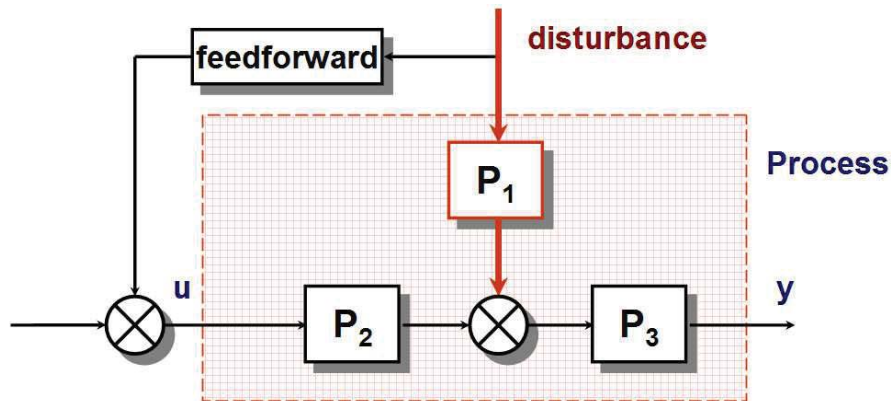 disturbance
feedforward
Process
P₁
u
y
P₂
P₃